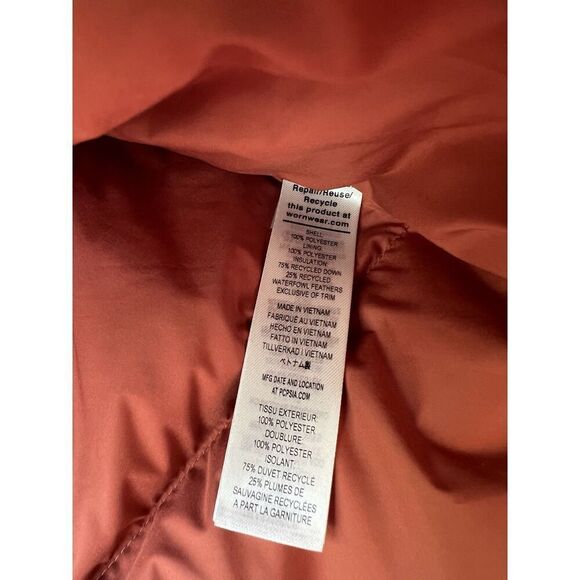 Repair/Reuse/
Recycle
this product at
wornwear.com
SHELL:
100% POLYESTER
LINING:
100% POLYESTER
INSULATION:
75% RECYCLED DOWN
25% RECYCLED
WATERFOWL FEATHERS
EXCLUSIVE OF TRIM
MADE IN VIETNAM
FABRIQUÉ AU VIETNAM
HECHO EN VIETNAM
FATTO IN VIETNAM
TILLVERKAD I VIETNAM
ベトナム製
MFG DATE AND LOCATION
AT PCPSIA.COM
TISSU EXTÉRIEUR:
100% POLYESTER
DOUBLURE:
100% POLYESTER
ISOLANT:
75% DUVET RECYCLÉ
25% PLUMES DE
SAUVAGINE RECYCLÉES
À PART LA GARNITURE